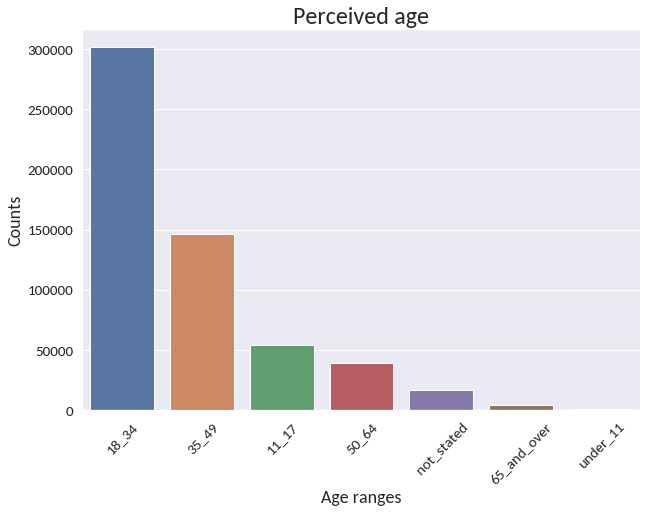 Perceived age
300000
250000
200000
150000
100000
50000
0
Counts
18_34
35_49
11_17
50_64
not_stated
65_and_over
under_11
Age ranges